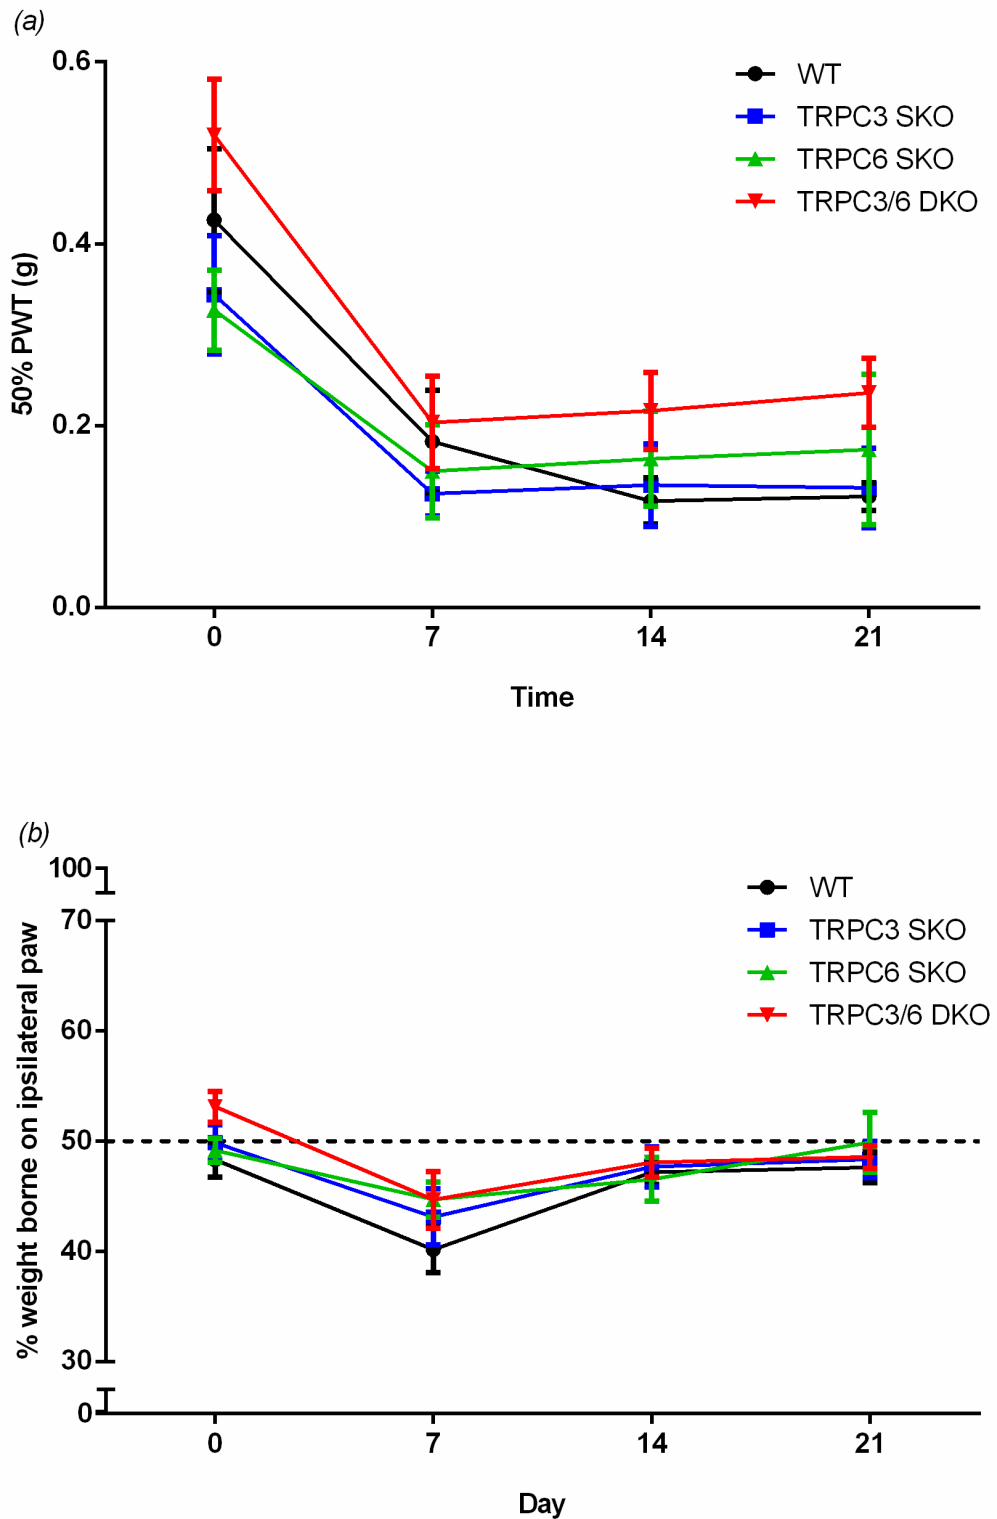 (a)
0.6
0.4
0.2
0.0
50% PWT (g)
WT
TRPC3 SKO
TRPC6 SKO
TRPC3/6 DKO
0 7 14 21
Time
(b)
100
70
60
50
40
30
0
% weight borne on ipsilateral paw
WT
TRPC3 SKO
TRPC6 SKO
TRPC3/6 DKO
0 7 14 21
Day